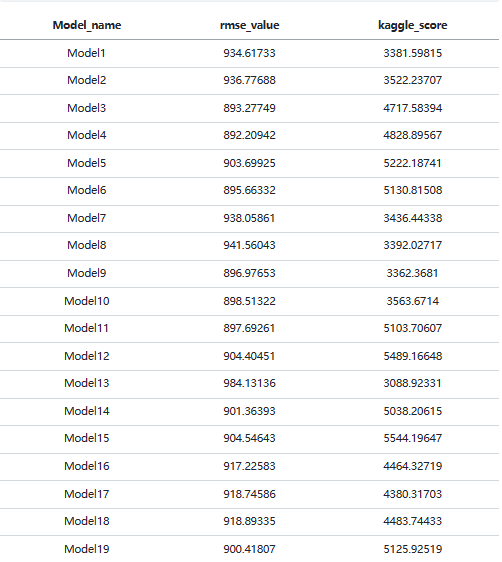 Model_name rmse_value kaggle_score
Model1 934.61733 3381.59815
Model2 936.77688 3522.23707
Model3 893.27749 4717.58394
Model4 892.20942 4828.89567
Model5 903.69925 5222.18741
Model6 895.66332 5130.81508
Model7 938.05861 3436.44338
Model8 941.56043 3392.02717
Model9 896.97653 3362.3681
Model10 898.51322 3563.6714
Model11 897.69261 5103.70607
Model12 904.40451 5489.16648
Model13 984.13136 3088.92331
Model14 901.36393 5038.20615
Model15 904.54643 5544.19647
Model16 917.22583 4464.32719
Model17 918.74586 4380.31703
Model18 918.89335 4483.74433
Model19 900.41807 5125.92519